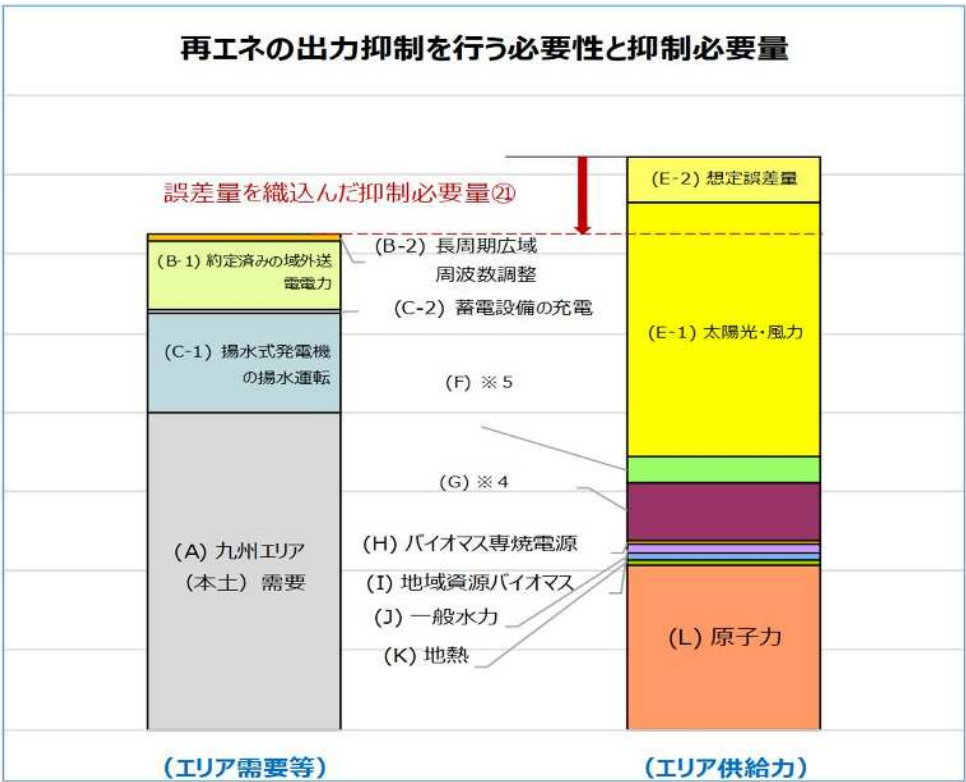 再エネの出力抑制を行う必要性と抑制必要量
誤差量を織込んだ抑制必要量㉑
(B-2) 長周期広域
周波数調整
(B-1) 約定済みの域外送
電電力
(C-2) 蓄電設備の充電
(C-1) 揚水式発電機
の揚水運転
(A) 九州エリア
（本土）需要
(E-2) 想定誤差量
(E-1) 太陽光・風力
(F) ※5
(G) ※4
(H) バイオマス専焼電源
(I) 地域資源バイオマス
(J) 一般水力
(K) 地熱
(L) 原子力
（エリア需要等）
（エリア供給力）